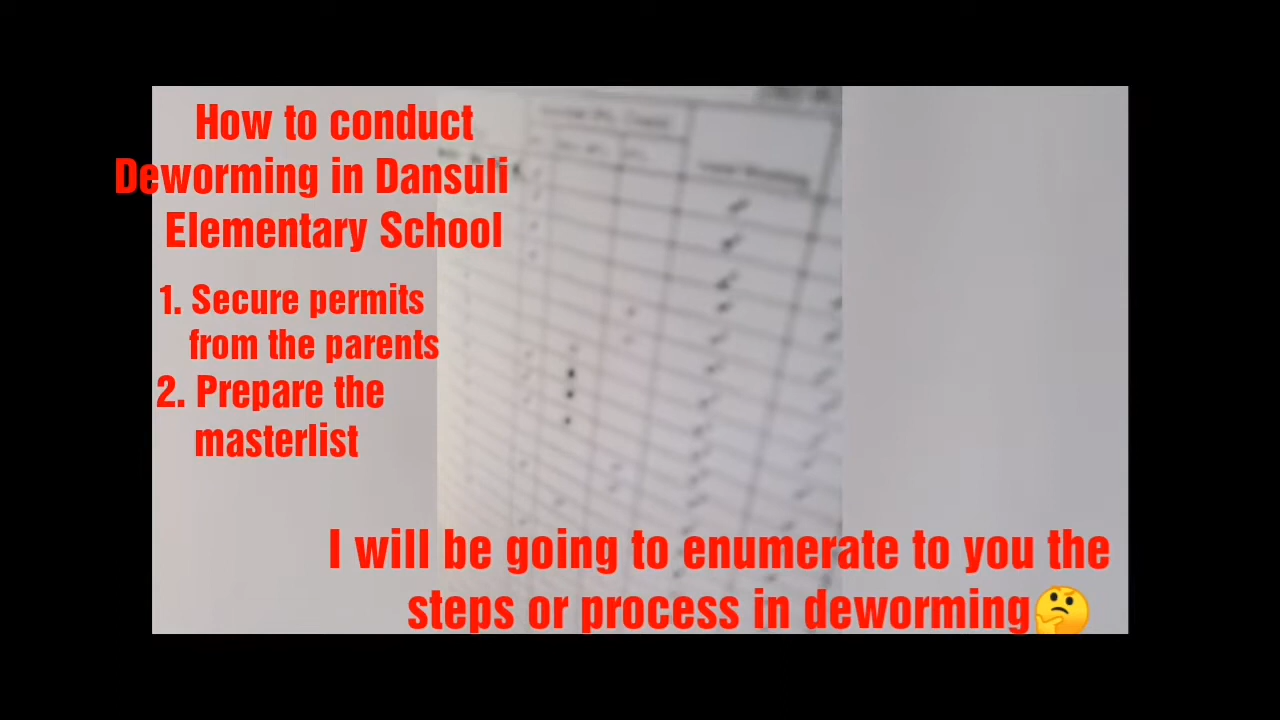 How to conduct
Deworming in Dansuli
Elementary School
1. Secure permits
from the parents
2. Prepare the
masterlist
I will be going to enumerate to you the
steps or process in deworming🤔